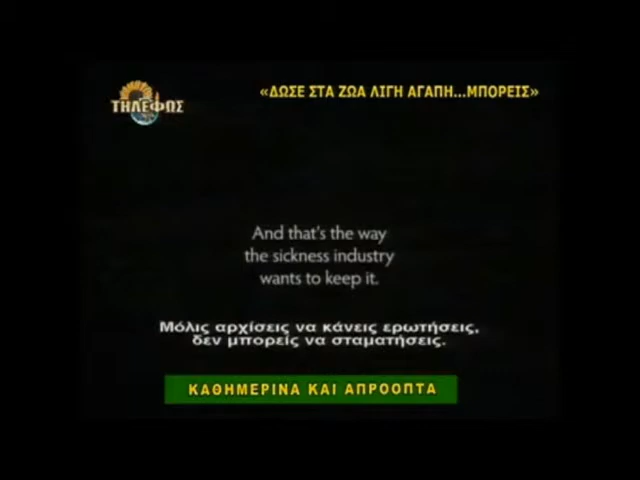 ΤΗΛΕΦΩΣ
«ΔΩΣΕ ΣΤΑ ΖΩΑ ΛΙΓΗ ΑΓΑΠΗ...ΜΠΟΡΕΙΣ»
And that's the way
the sickness industry
wants to keep it.
Μόλις αρχίσεις να κάνεις ερωτήσεις,
δεν μπορείς να σταματήσεις.
ΚΑΘΗΜΕΡΙΝΑ ΚΑΙ ΑΠΡΟΟΠΤΑ